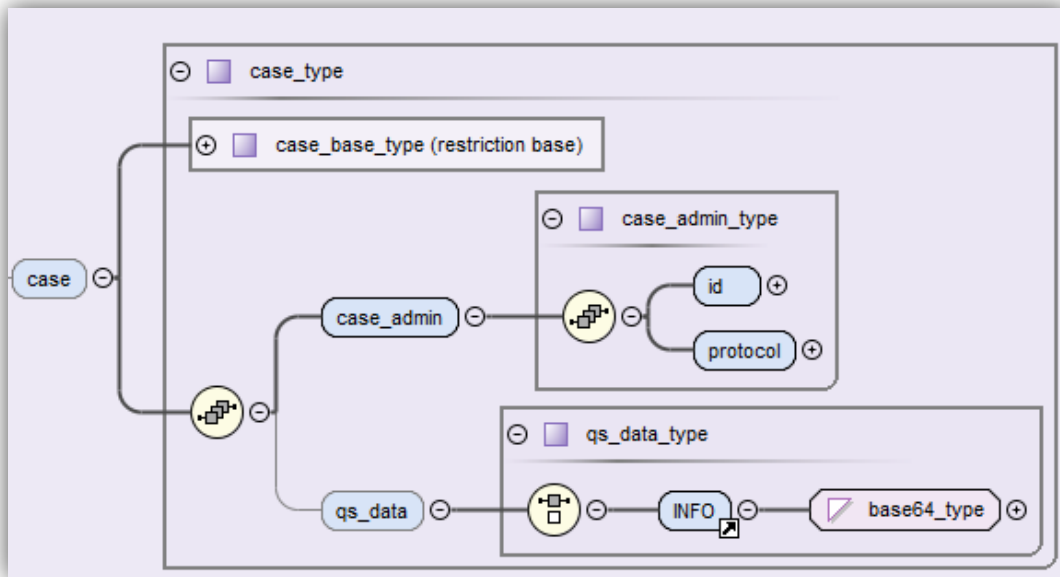 case_type
case_base_type (restriction base)
case_admin_type
case
id
case_admin
protocol
qs_data_type
qs_data
INFO
base64_type